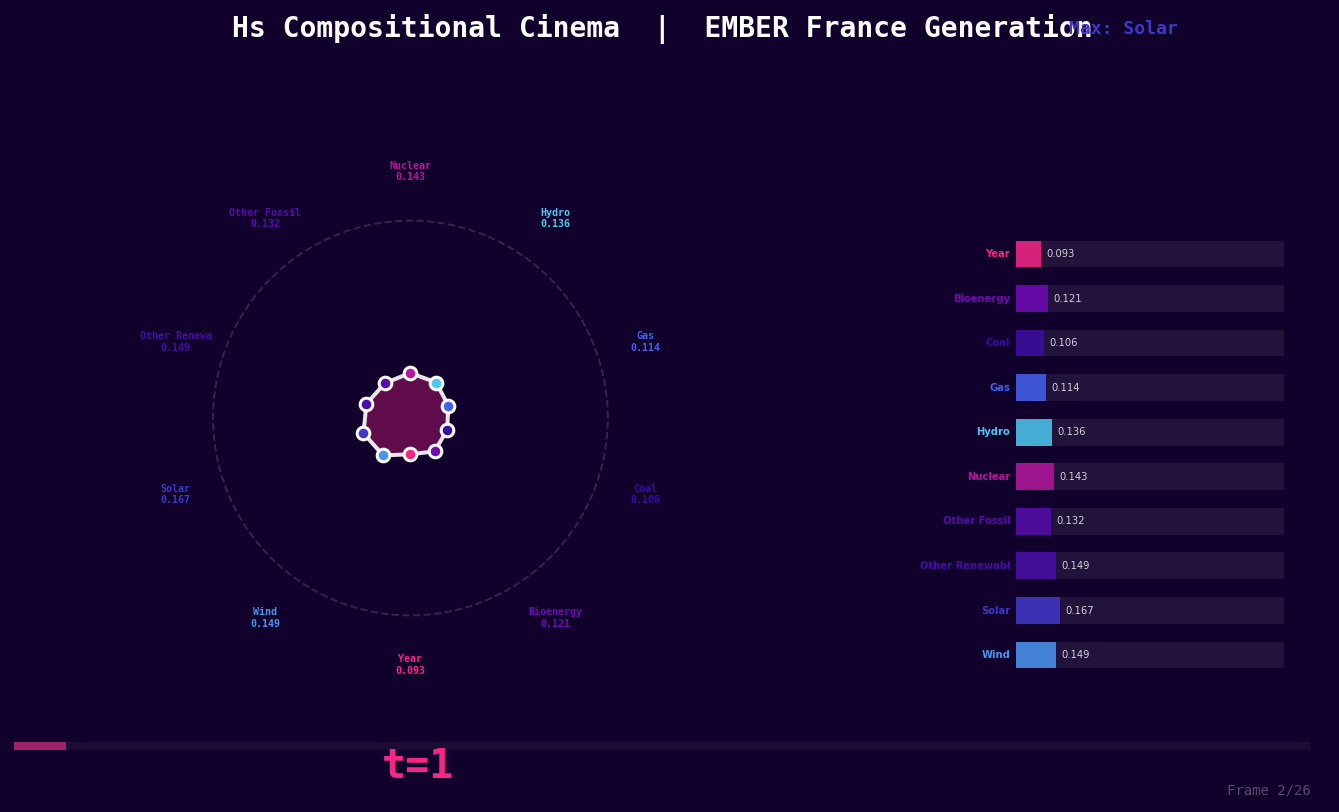 Hs Compositional Cinema | EMBER France Generation
Max: Solar
Nuclear
0.143
Other Fossil
0.132
Hydro
0.136
Other Renewa
0.149
Gas
0.114
Solar
0.167
Coal
0.106
Wind
0.149
Bioenergy
0.121
Year
0.093
Year 0.093
Bioenergy 0.121
Coal 0.106
Gas 0.114
Hydro 0.136
Nuclear 0.143
Other Fossil 0.132
Other Renewabl 0.149
Solar 0.167
Wind 0.149
t=1
Frame 2/26